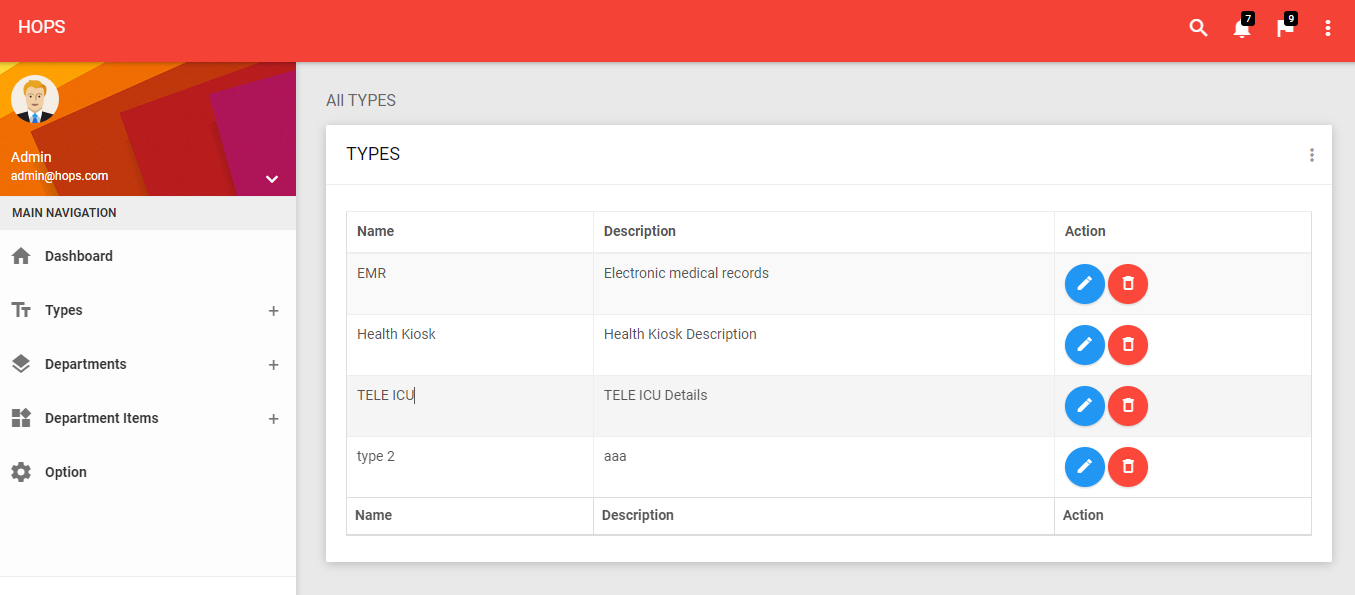 HOPS
7
9
Admin
admin@hops.com
MAIN NAVIGATION
Dashboard
Types +
Departments +
Department Items +
Option
All TYPES
TYPES
Name Description Action
EMR Electronic medical records
Health Kiosk Health Kiosk Description
TELE ICU TELE ICU Details
type 2 aaa
Name Description Action